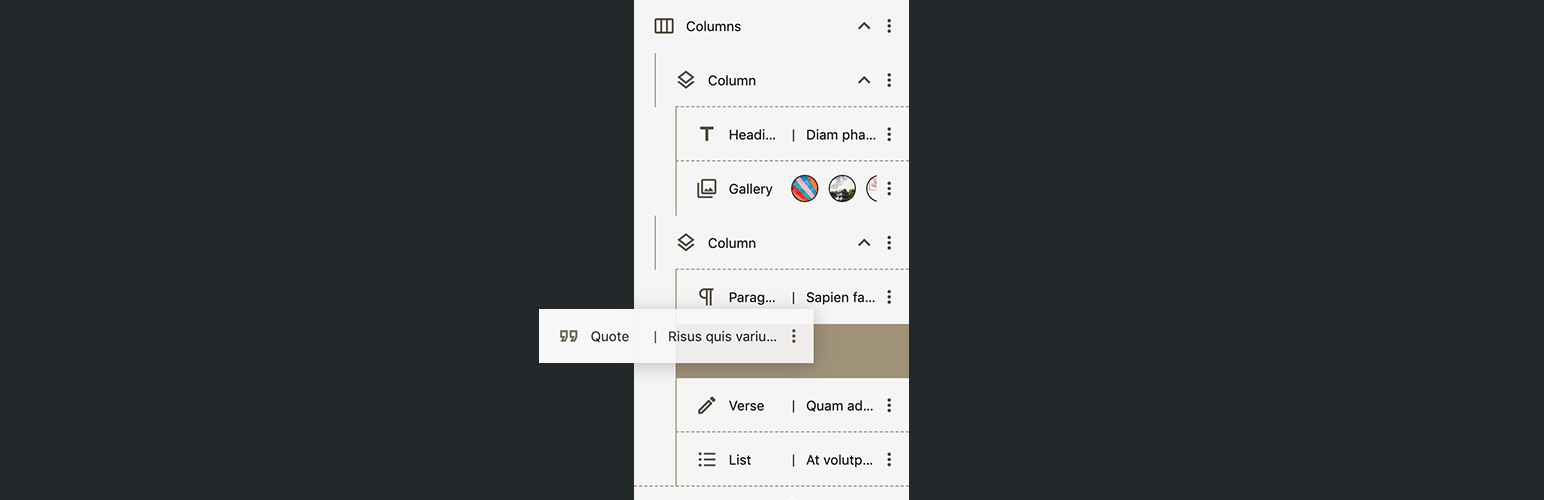 Columns
Column
Headi... | Diam pha...
Gallery
Column
Parag... | Sapien fa...
Quote | Risus quis variu...
Verse | Quam ad...
List | At volutp...